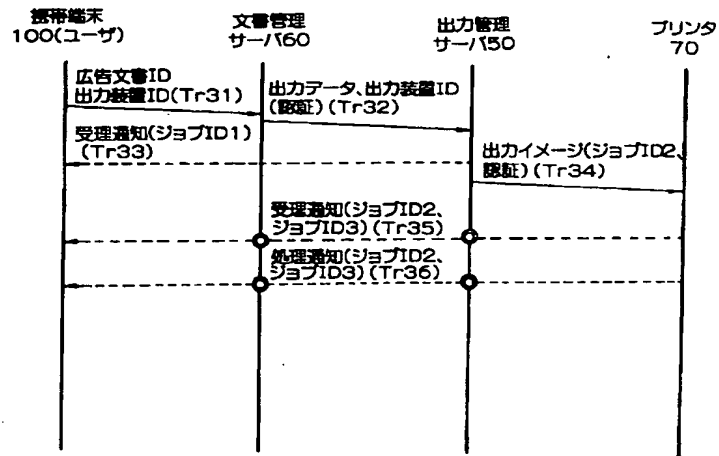 携帯端末
100(ユーザ)
文書管理
サーバ60
出力管理
サーバ50
プリンタ
70
広告文書ID
出力装置ID(Tr31)
出力データ、出力装置ID
(認証)(Tr32)
受理通知(ジョブID1)
(Tr33)
出力イメージ(ジョブID2、
認証)(Tr34)
受理通知(ジョブID2、
ジョブID3)(Tr35)
処理通知(ジョブID2、
ジョブID3)(Tr36)